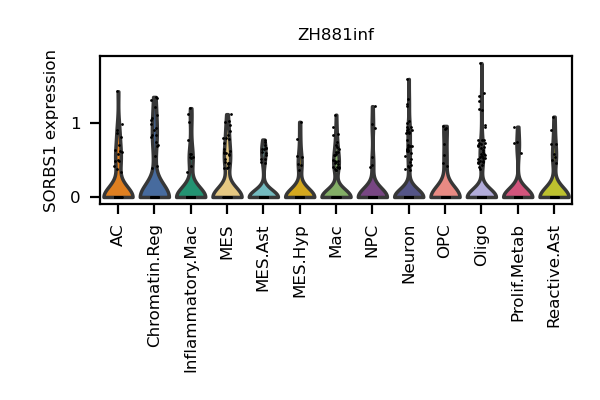 ZH881inf
SORBS1 expression
1
0
AC
Chromatin.Reg
Inflammatory.Mac
MES
MES.Ast
MES.Hyp
Mac
NPC
Neuron
OPC
Oligo
Prolif.Metab
Reactive.Ast